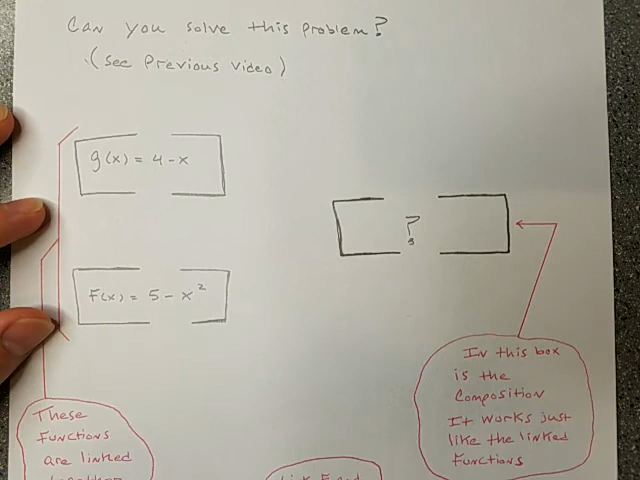 Can you solve this problem?
(see Previous video)
g(x) = 4 - x
?
F(x) = 5 - x²
In this box
is the
Composition
It works just
like the linked
Functions
These
Functions
are linked
together